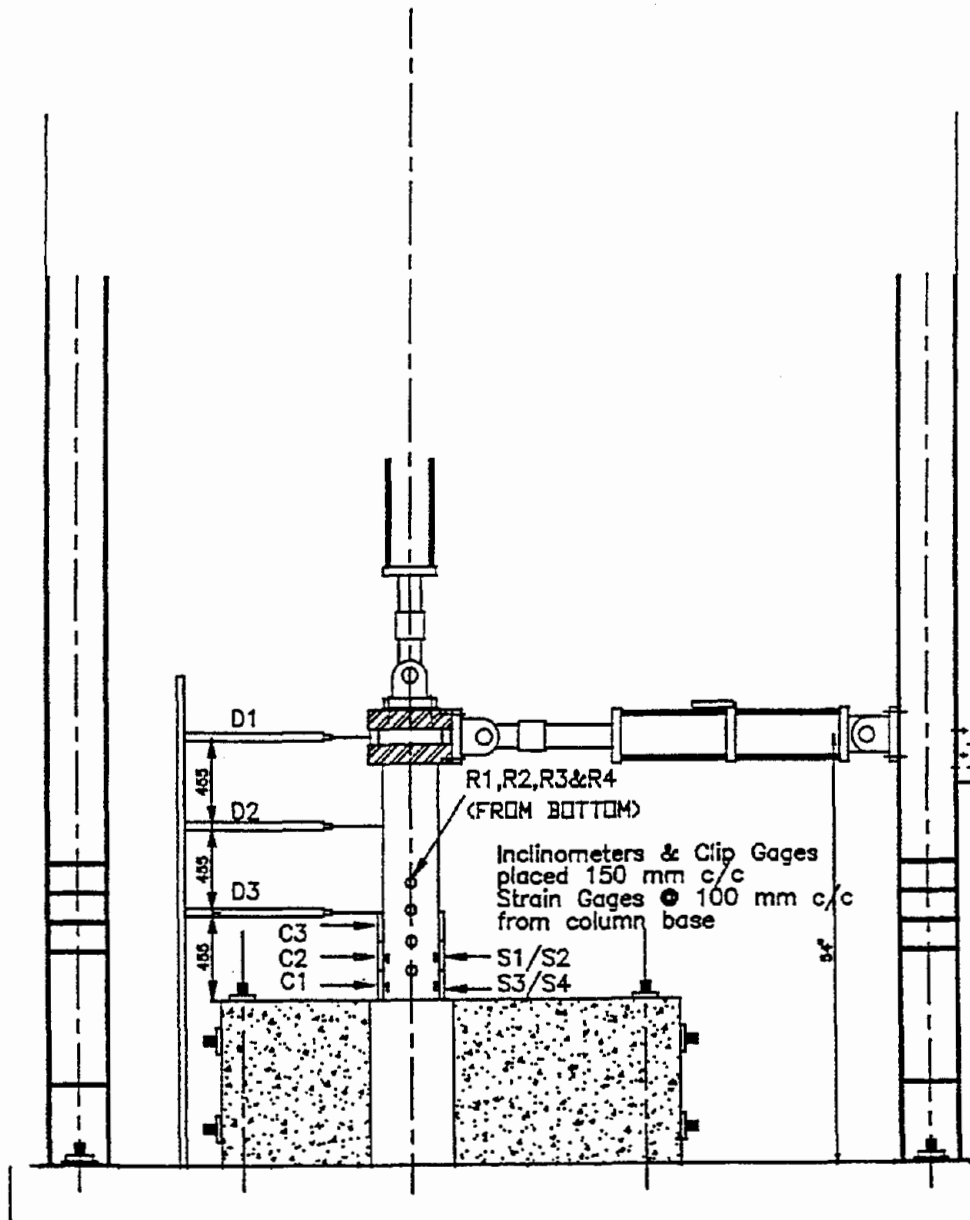 D1
455
R1,R2,R3&R4
(FROM BOTTOM)
D2
455
Inclinometers & Clip Gages
placed 150 mm c/c
Strain Gages @ 100 mm c/c
from column base
D3
455
C3
C2
C1
S1/S2
S3/S4
54"